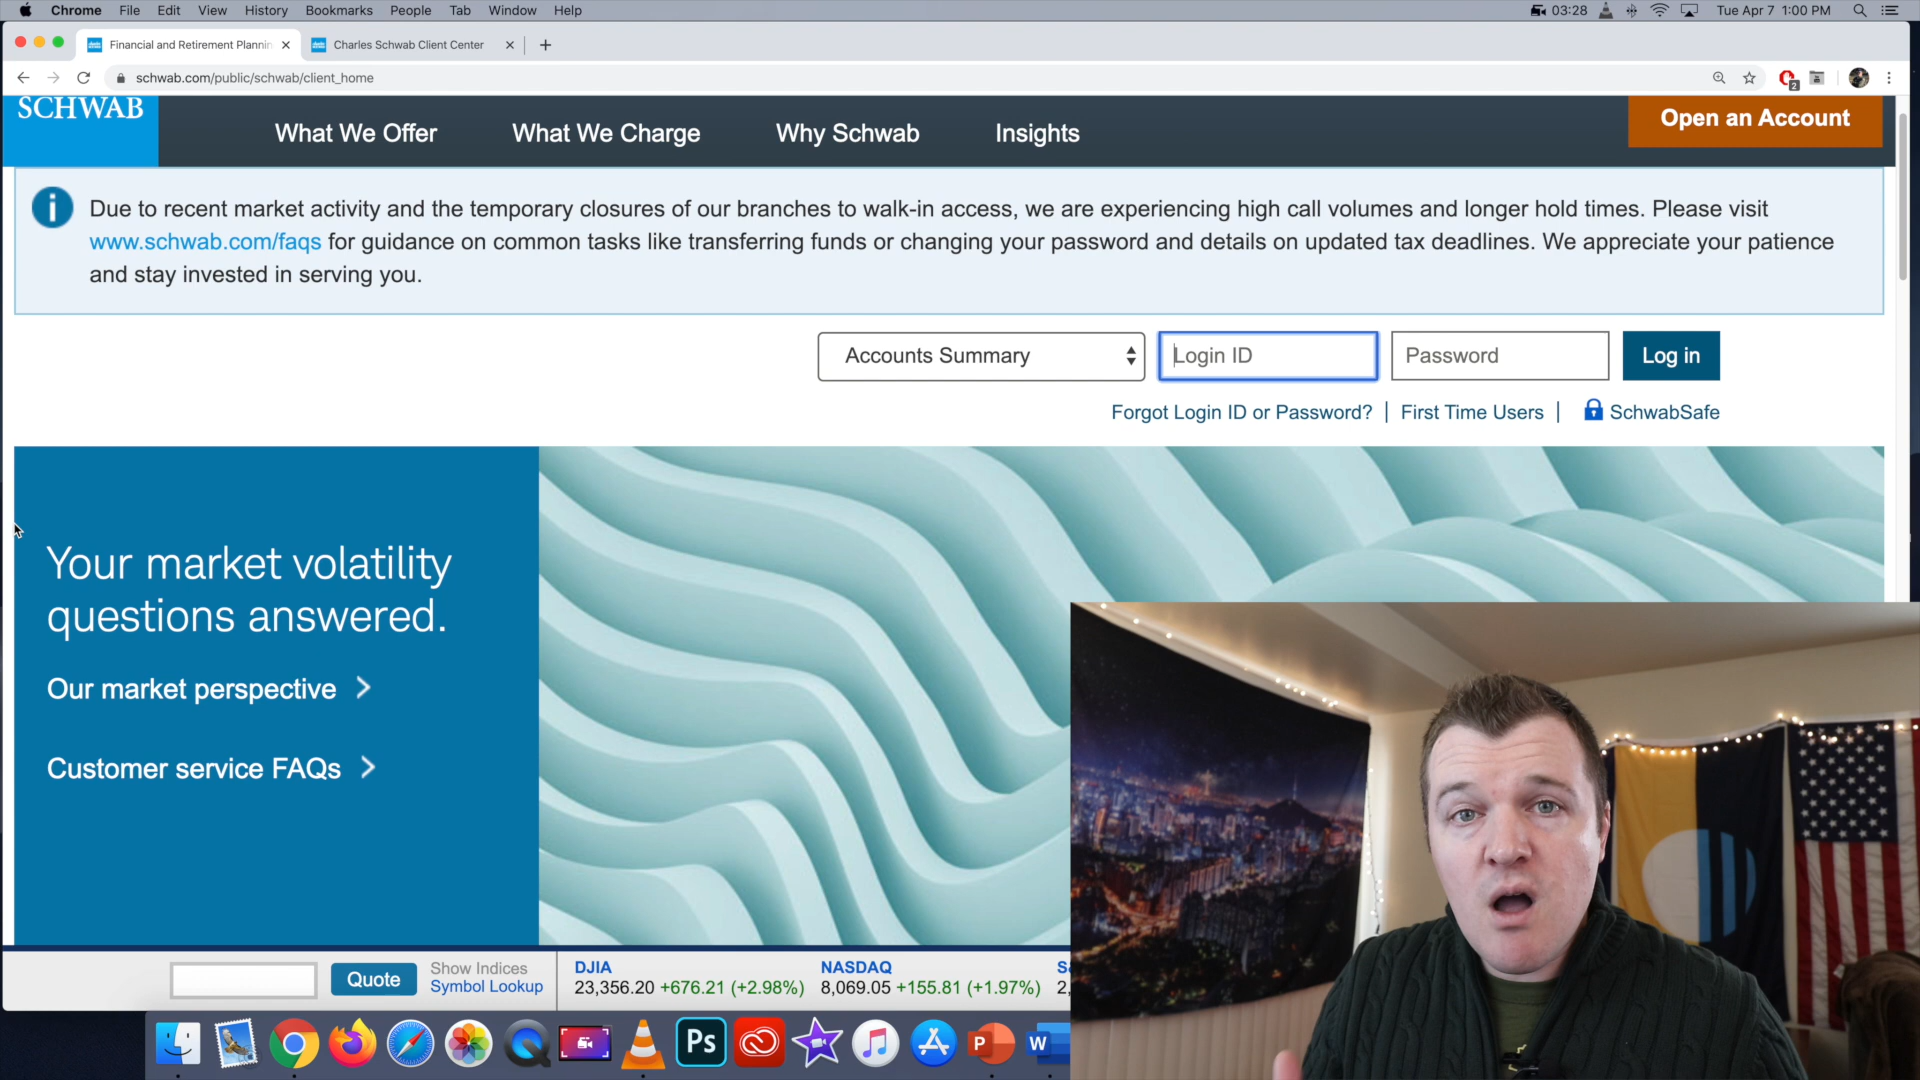 Chrome File Edit View History Bookmarks People Tab Window Help 03:28 Tue Apr 7 1:00 PM
Financial and Retirement Plannin Charles Schwab Client Center
schwab.com/public/schwab/client_home 2
SCHWAB What We Offer What We Charge Why Schwab Insights Open an Account
Due to recent market activity and the temporary closures of our branches to walk-in access, we are experiencing high call volumes and longer hold times. Please visit
www.schwab.com/faqs for guidance on common tasks like transferring funds or changing your password and details on updated tax deadlines. We appreciate your patience
and stay invested in serving you.
Accounts Summary Login ID Password Log in
Forgot Login ID or Password? | First Time Users | SchwabSafe
Your market volatility
questions answered.
Our market perspective >
Customer service FAQs >
Quote
Show Indices
Symbol Lookup
DJIA
23,356.20 +676.21 (+2.98%)
NASDAQ
8,069.05 +155.81 (+1.97%)
S&
2,
Ps P W